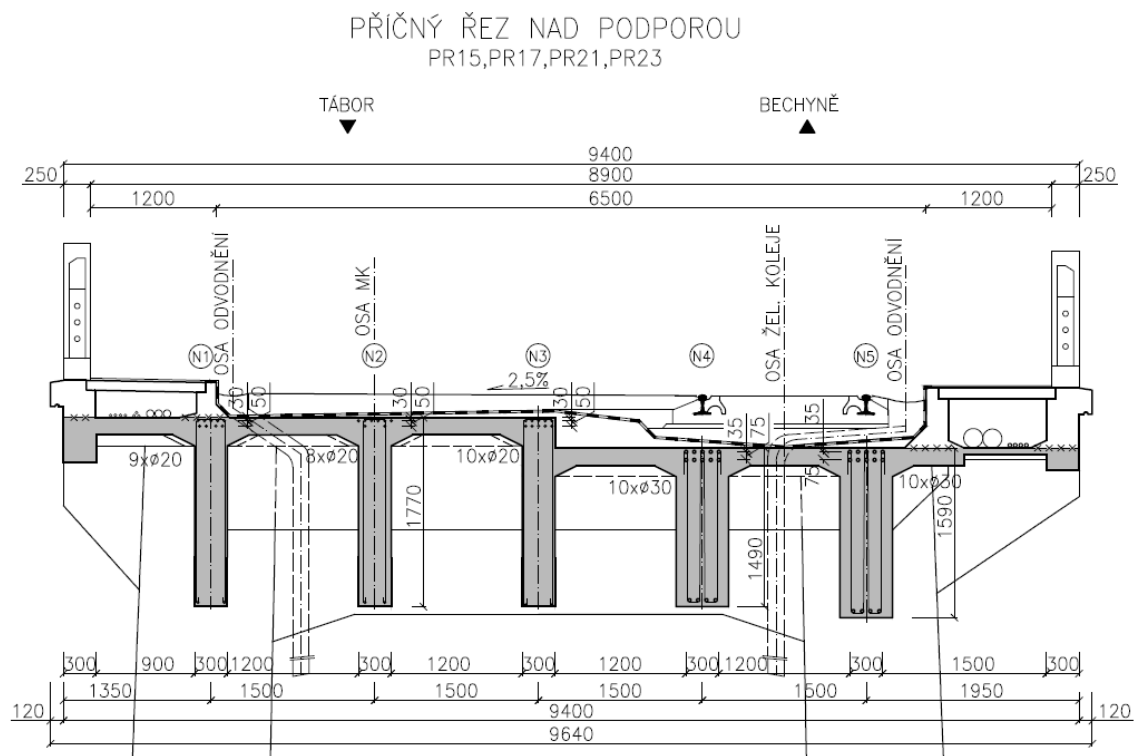 PŘÍČNÝ ŘEZ NAD PODPOROU
PR15,PR17,PR21,PR23
TÁBOR BECHYNĚ
9400
250 8900 250
1200 6500 1200
OSA ODVODNĚNÍ
OSA MK
OSA ŽEL. KOLEJE
OSA ODVODNĚNÍ
N1 N2 N3 N4 N5
2,5%
30 50 30 50 30 50 35 75 35 75
9xø20 8xø20 10xø20 10xø30 10xø30
1770 1490 1590
300 900 300 1200 300 1200 300 1200 300 1200 300 1500 300
1350 1500 1500 1500 1500 1950
120 9400 120
9640